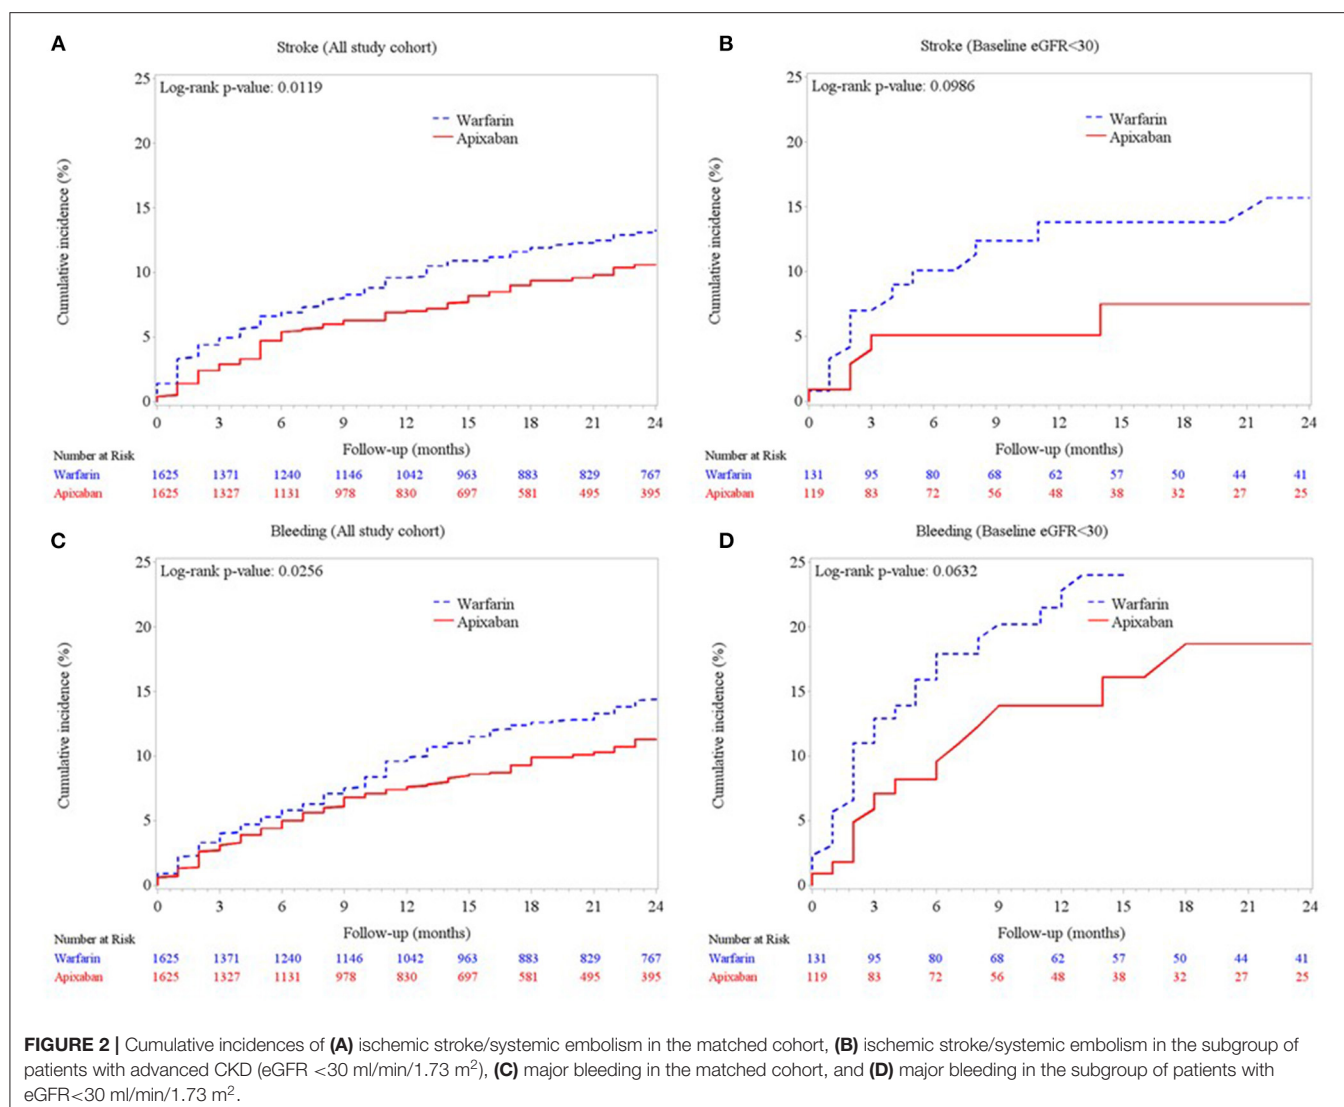 A
Stroke (All study cohort)
Log-rank p-value: 0.0119
Warfarin
Apixaban
Cumulative incidence (%)
25
20
15
10
5
0
0 3 6 9 12 15 18 21 24
Follow-up (months)
Number at Risk
Warfarin 1625 1371 1240 1146 1042 963 883 829 767
Apixaban 1625 1327 1131 978 830 697 581 495 395
B
Stroke (Baseline eGFR<30)
Log-rank p-value: 0.0986
Warfarin
Apixaban
Cumulative incidence (%)
25
20
15
10
5
0
0 3 6 9 12 15 18 21 24
Follow-up (months)
Number at Risk
Warfarin 131 95 80 68 62 57 50 44 41
Apixaban 119 83 72 56 48 38 32 27 25
C
Bleeding (All study cohort)
Log-rank p-value: 0.0256
Warfarin
Apixaban
Cumulative incidence (%)
25
20
15
10
5
0
0 3 6 9 12 15 18 21 24
Follow-up (months)
Number at Risk
Warfarin 1625 1371 1240 1146 1042 963 883 829 767
Apixaban 1625 1327 1131 978 830 697 581 495 395
D
Bleeding (Baseline eGFR<30)
Log-rank p-value: 0.0632
Warfarin
Apixaban
Cumulative incidence (%)
25
20
15
10
5
0
0 3 6 9 12 15 18 21 24
Follow-up (months)
Number at Risk
Warfarin 131 95 80 68 62 57 50 44 41
Apixaban 119 83 72 56 48 38 32 27 25
FIGURE 2 | Cumulative incidences of (A) ischemic stroke/systemic embolism in the matched cohort, (B) ischemic stroke/systemic embolism in the subgroup of
patients with advanced CKD (eGFR <30 ml/min/1.73 m²), (C) major bleeding in the matched cohort, and (D) major bleeding in the subgroup of patients with
eGFR<30 ml/min/1.73 m².